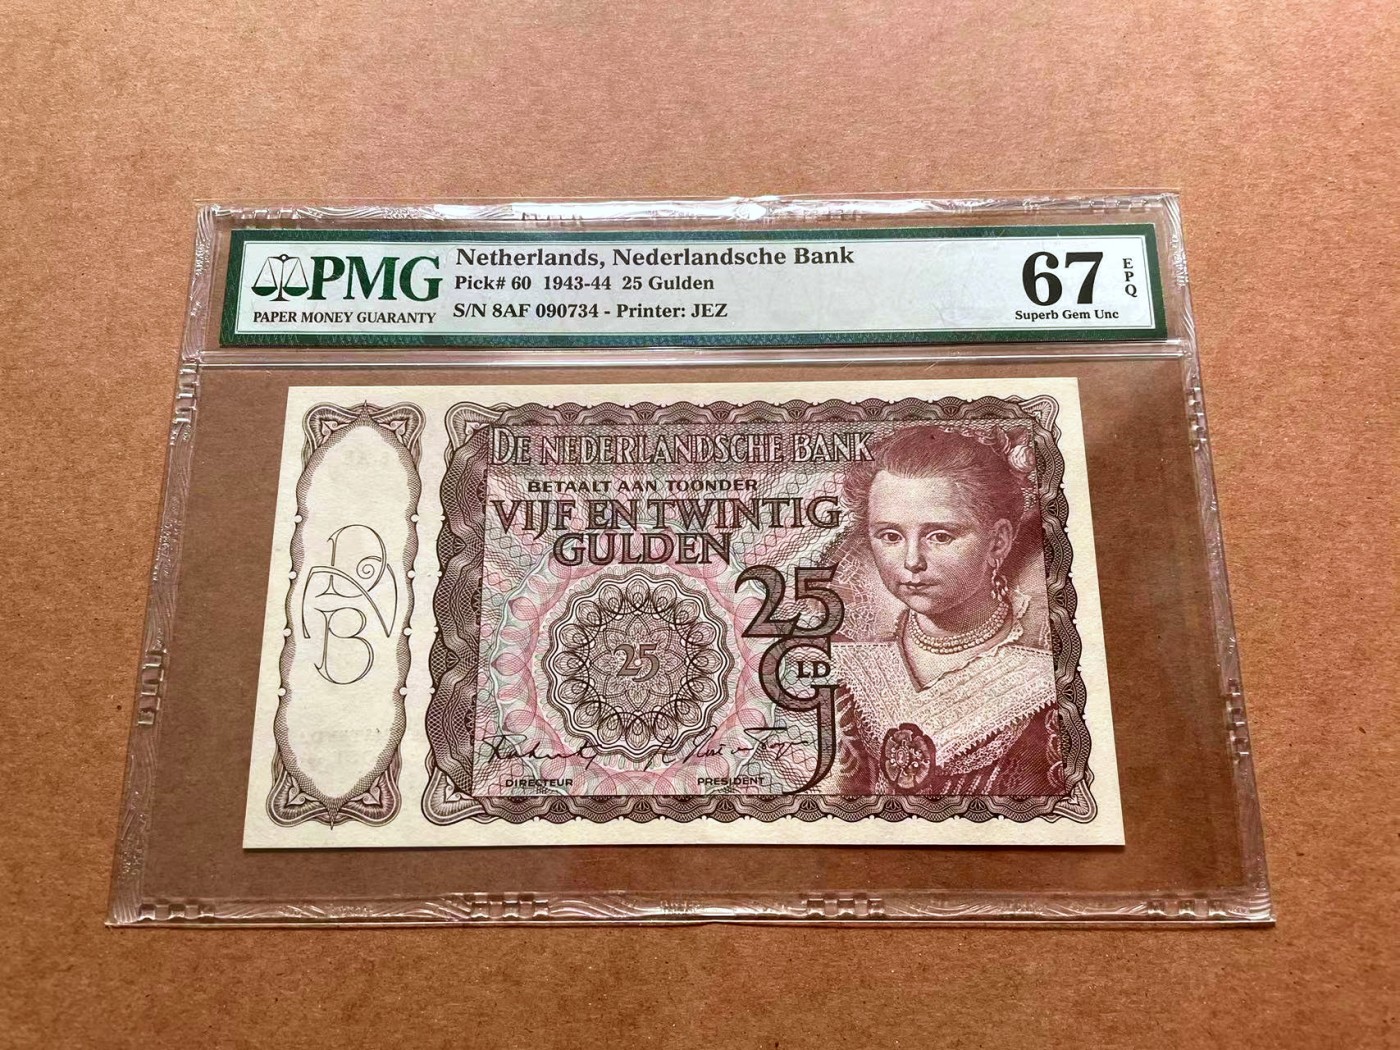 PMG
PAPER MONEY GUARANTY
Netherlands, Nederlandsche Bank
Pick# 60 1943-44 25 Gulden
S/N 8AF 090734 - Printer: JEZ
67
EPQ
Superb Gem Unc
DE NEDERLANDSCHE BANK
BETAALT AAN TOONDER
VIJF EN TWINTIG
GULDEN
25
GLD
25
DNB
DIRECTEUR
PRESIDENT